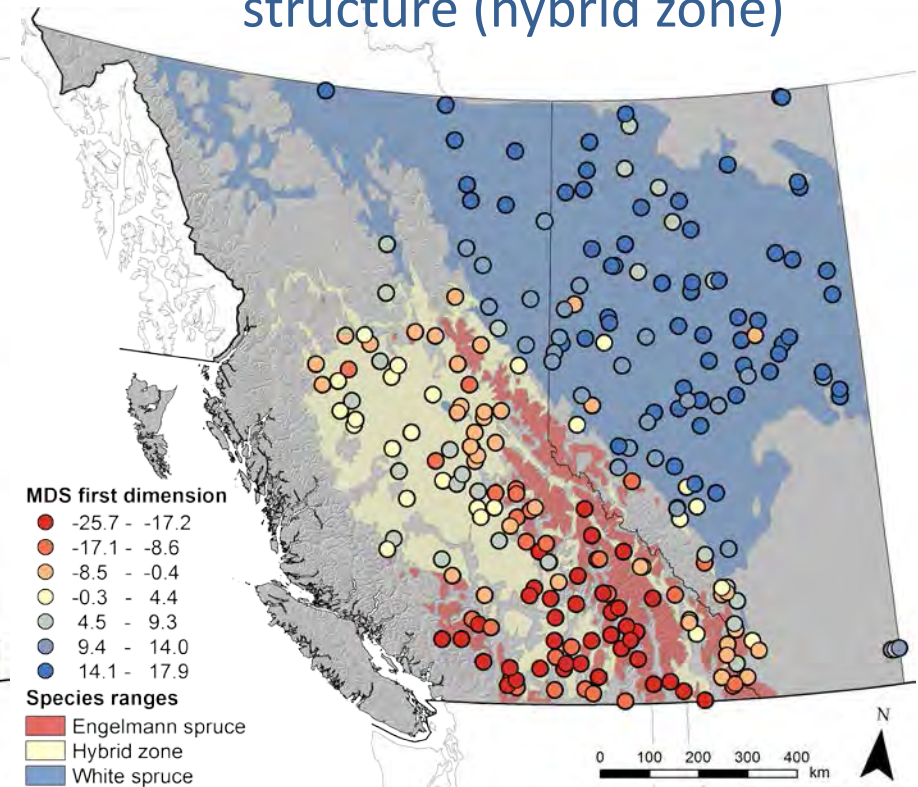 structure (hybrid zone)
MDS first dimension
-25.7 - -17.2
-17.1 - -8.6
-8.5 - -0.4
-0.3 - 4.4
4.5 - 9.3
9.4 - 14.0
14.1 - 17.9
Species ranges
Engelmann spruce
Hybrid zone
White spruce
N
0 100 200 300 400
km